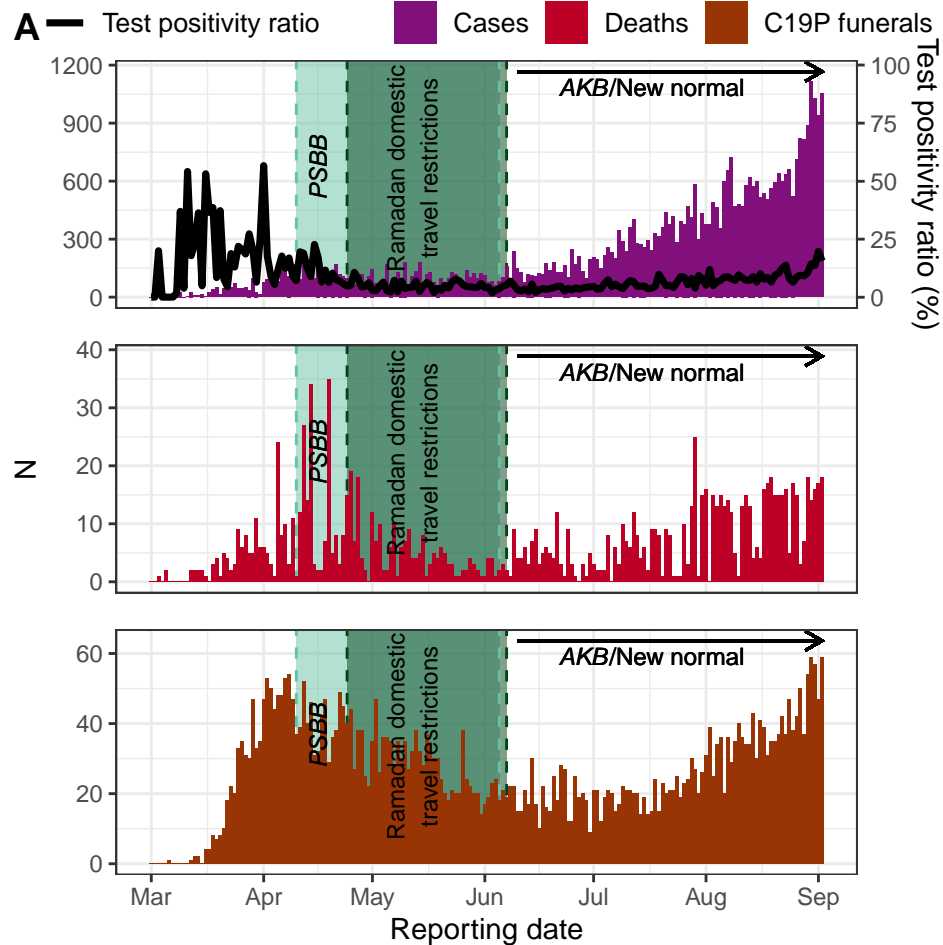 A Test positivity ratio Cases Deaths C19P funerals
1200
900
600
300
0
100
75
50
25
0
Test positivity ratio (%)
PSBB
Ramadan domestic
travel restrictions
AKB/New normal
N
40
30
20
10
0
PSBB
Ramadan domestic
travel restrictions
AKB/New normal
60
40
20
0
PSBB
Ramadan domestic
travel restrictions
AKB/New normal
Mar Apr May Jun Jul Aug Sep
Reporting date